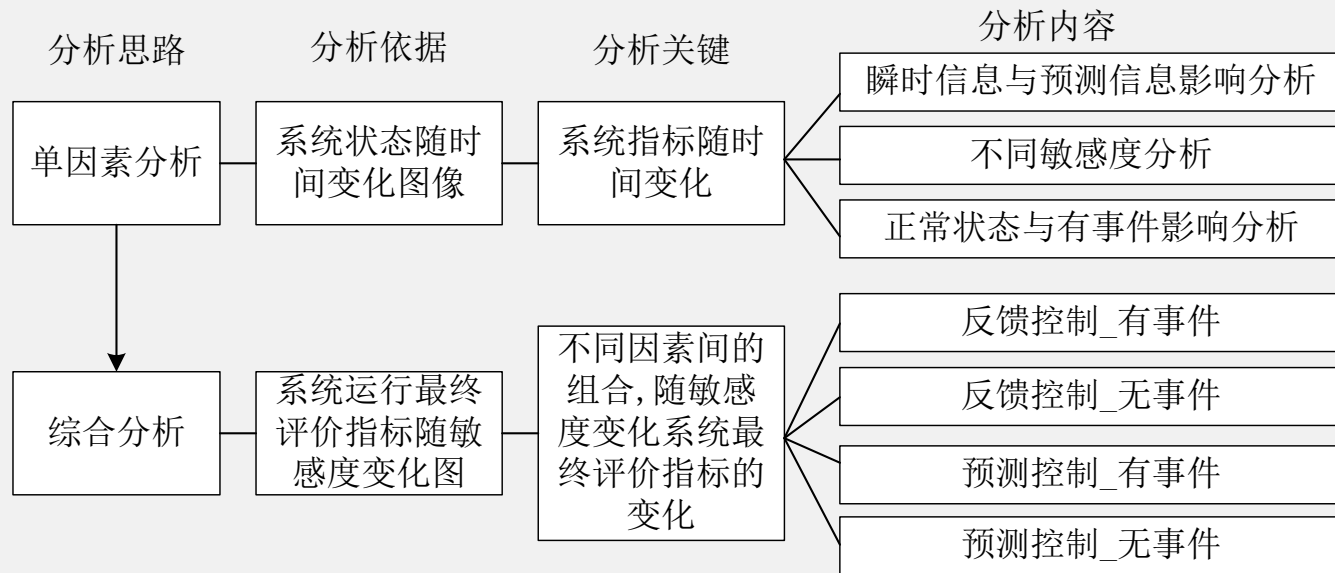 分析思路
分析依据
分析关键
分析内容
单因素分析
系统状态随时
间变化图像
系统指标随时
间变化
瞬时信息与预测信息影响分析
不同敏感度分析
正常状态与有事件影响分析
综合分析
系统运行最终
评价指标随敏
感度变化图
不同因素间的
组合,随敏感
度变化系统最
终评价指标的
变化
反馈控制_有事件
反馈控制_无事件
预测控制_有事件
预测控制_无事件